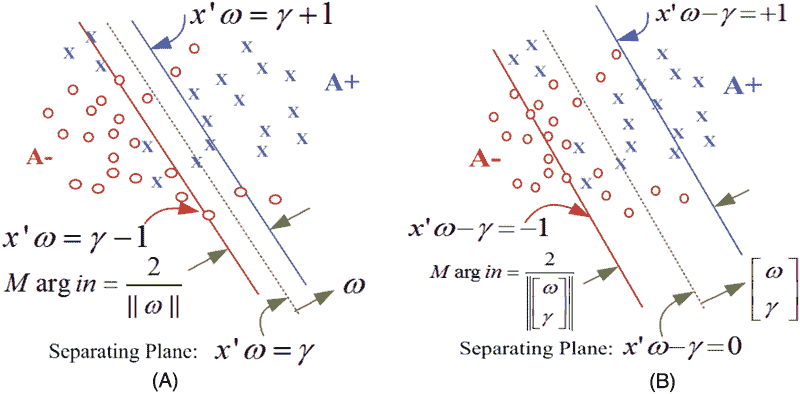 x'ω = γ+1
A+
A-
x'ω = γ−1
M arg in = 2 / || ω ||
ω
Separating Plane: x'ω = γ
(A)
x'ω−γ = +1
A+
A-
x'ω−γ = −1
M arg in = 2 / || [ ω γ ] ||
[ ω γ ]
Separating Plane: x'ω−γ = 0
(B)